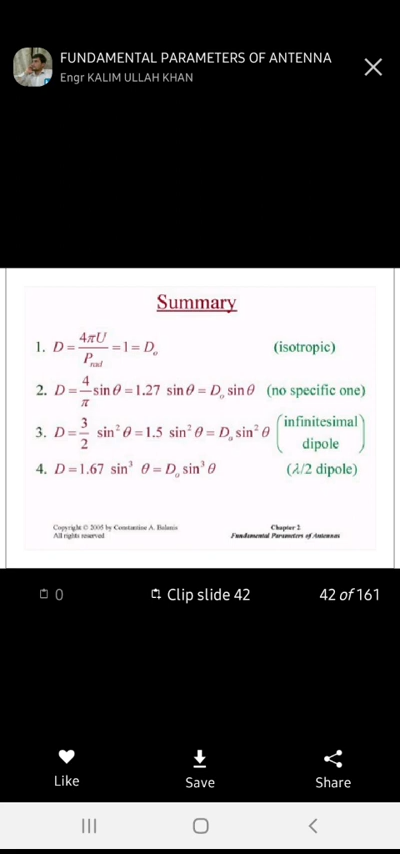 FUNDAMENTAL PARAMETERS OF ANTENNA
Engr KALIM ULLAH KHAN
Summary
1. D = 4πU / P_rad = 1 = D_o (isotropic)
2. D = 4/π sin θ = 1.27 sin θ = D_o sin θ (no specific one)
3. D = 3/2 sin² θ = 1.5 sin² θ = D_o sin² θ (infinitesimal dipole)
4. D = 1.67 sin³ θ = D_o sin³ θ (λ/2 dipole)
Copyright © 2005 by Constantine A. Balanis
All rights reserved
Chapter 2
Fundamental Parameters of Antennas
0
Clip slide 42
42 of 161
Like
Save
Share